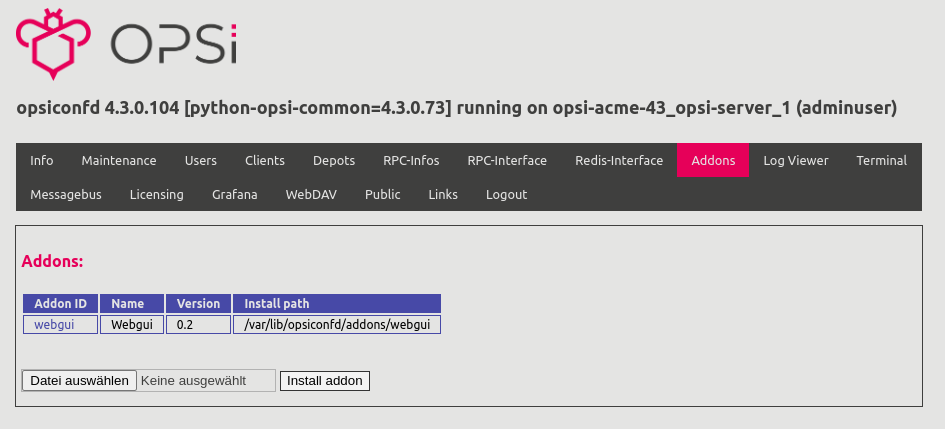 OPSi
opsiconfd 4.3.0.104 [python-opsi-common=4.3.0.73] running on opsi-acme-43_opsi-server_1 (adminuser)
Info Maintenance Users Clients Depots RPC-Infos RPC-Interface Redis-Interface Addons Log Viewer Terminal
Messagebus Licensing Grafana WebDAV Public Links Logout
Addons:
Addon ID Name Version Install path
webgui Webgui 0.2 /var/lib/opsiconfd/addons/webgui
Datei auswählen Keine ausgewählt Install addon